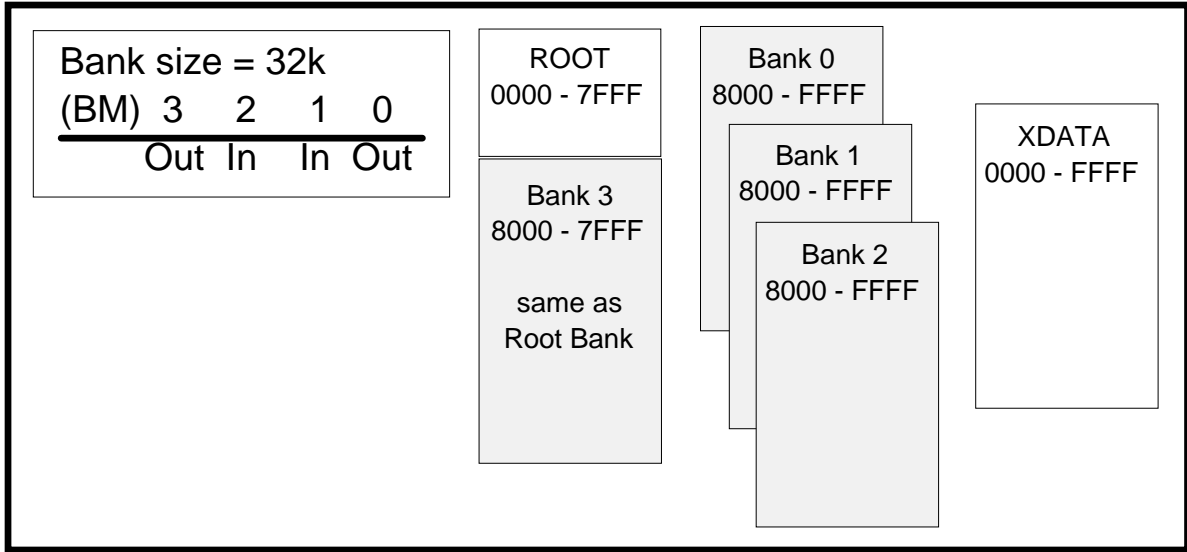 Bank size = 32k
(BM) 3 2 1 0
Out In In Out
ROOT
0000 - 7FFF
Bank 3
8000 - 7FFF
same as
Root Bank
Bank 0
8000 - FFFF
Bank 1
8000 - FFFF
Bank 2
8000 - FFFF
XDATA
0000 - FFFF